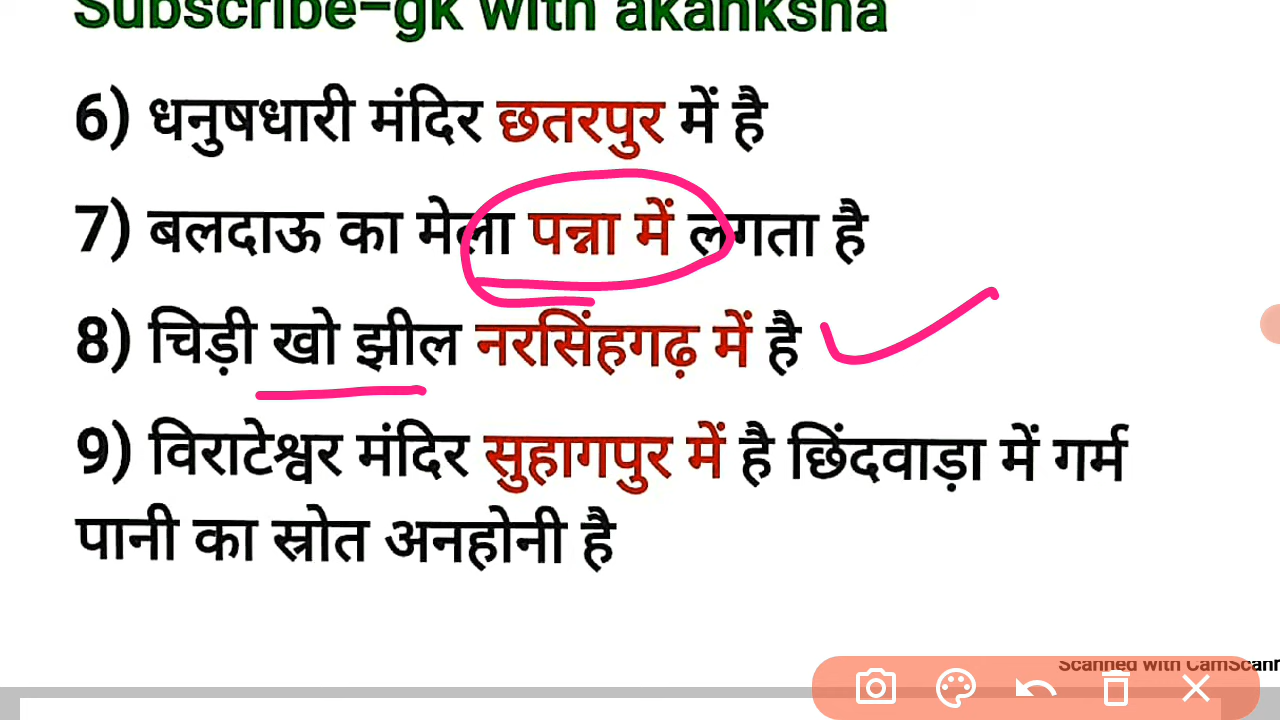 Subscribe–gk with akanksha
6) धनुषधारी मंदिर छतरपुर में है
7) बलदाऊ का मेला पन्ना में लगता है
8) चिड़ी खो झील नरसिंहगढ़ में है
9) विराटेश्वर मंदिर सुहागपुर में है छिंदवाड़ा में गर्म
पानी का स्रोत अनहोनी है
Scanned with CamScann